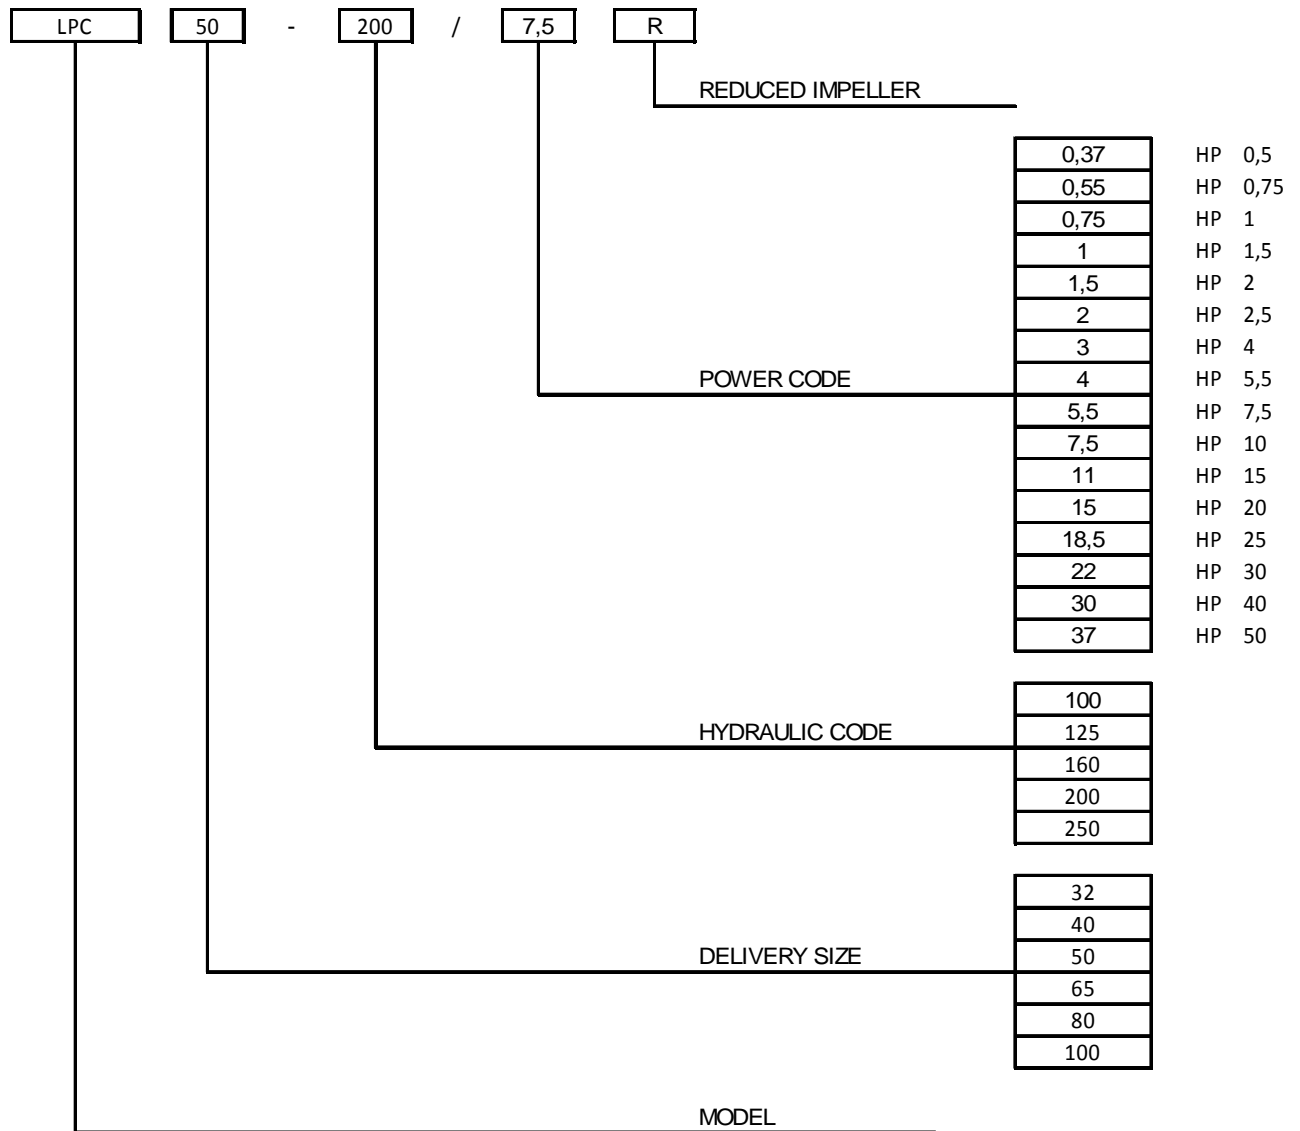 LPC 50 - 200 / 7,5 R
REDUCED IMPELLER
0,37 HP 0,5
0,55 HP 0,75
0,75 HP 1
1 HP 1,5
1,5 HP 2
2 HP 2,5
3 HP 4
POWER CODE 4 HP 5,5
5,5 HP 7,5
7,5 HP 10
11 HP 15
15 HP 20
18,5 HP 25
22 HP 30
30 HP 40
37 HP 50
100
HYDRAULIC CODE 125
160
200
250
32
40
DELIVERY SIZE 50
65
80
100
MODEL